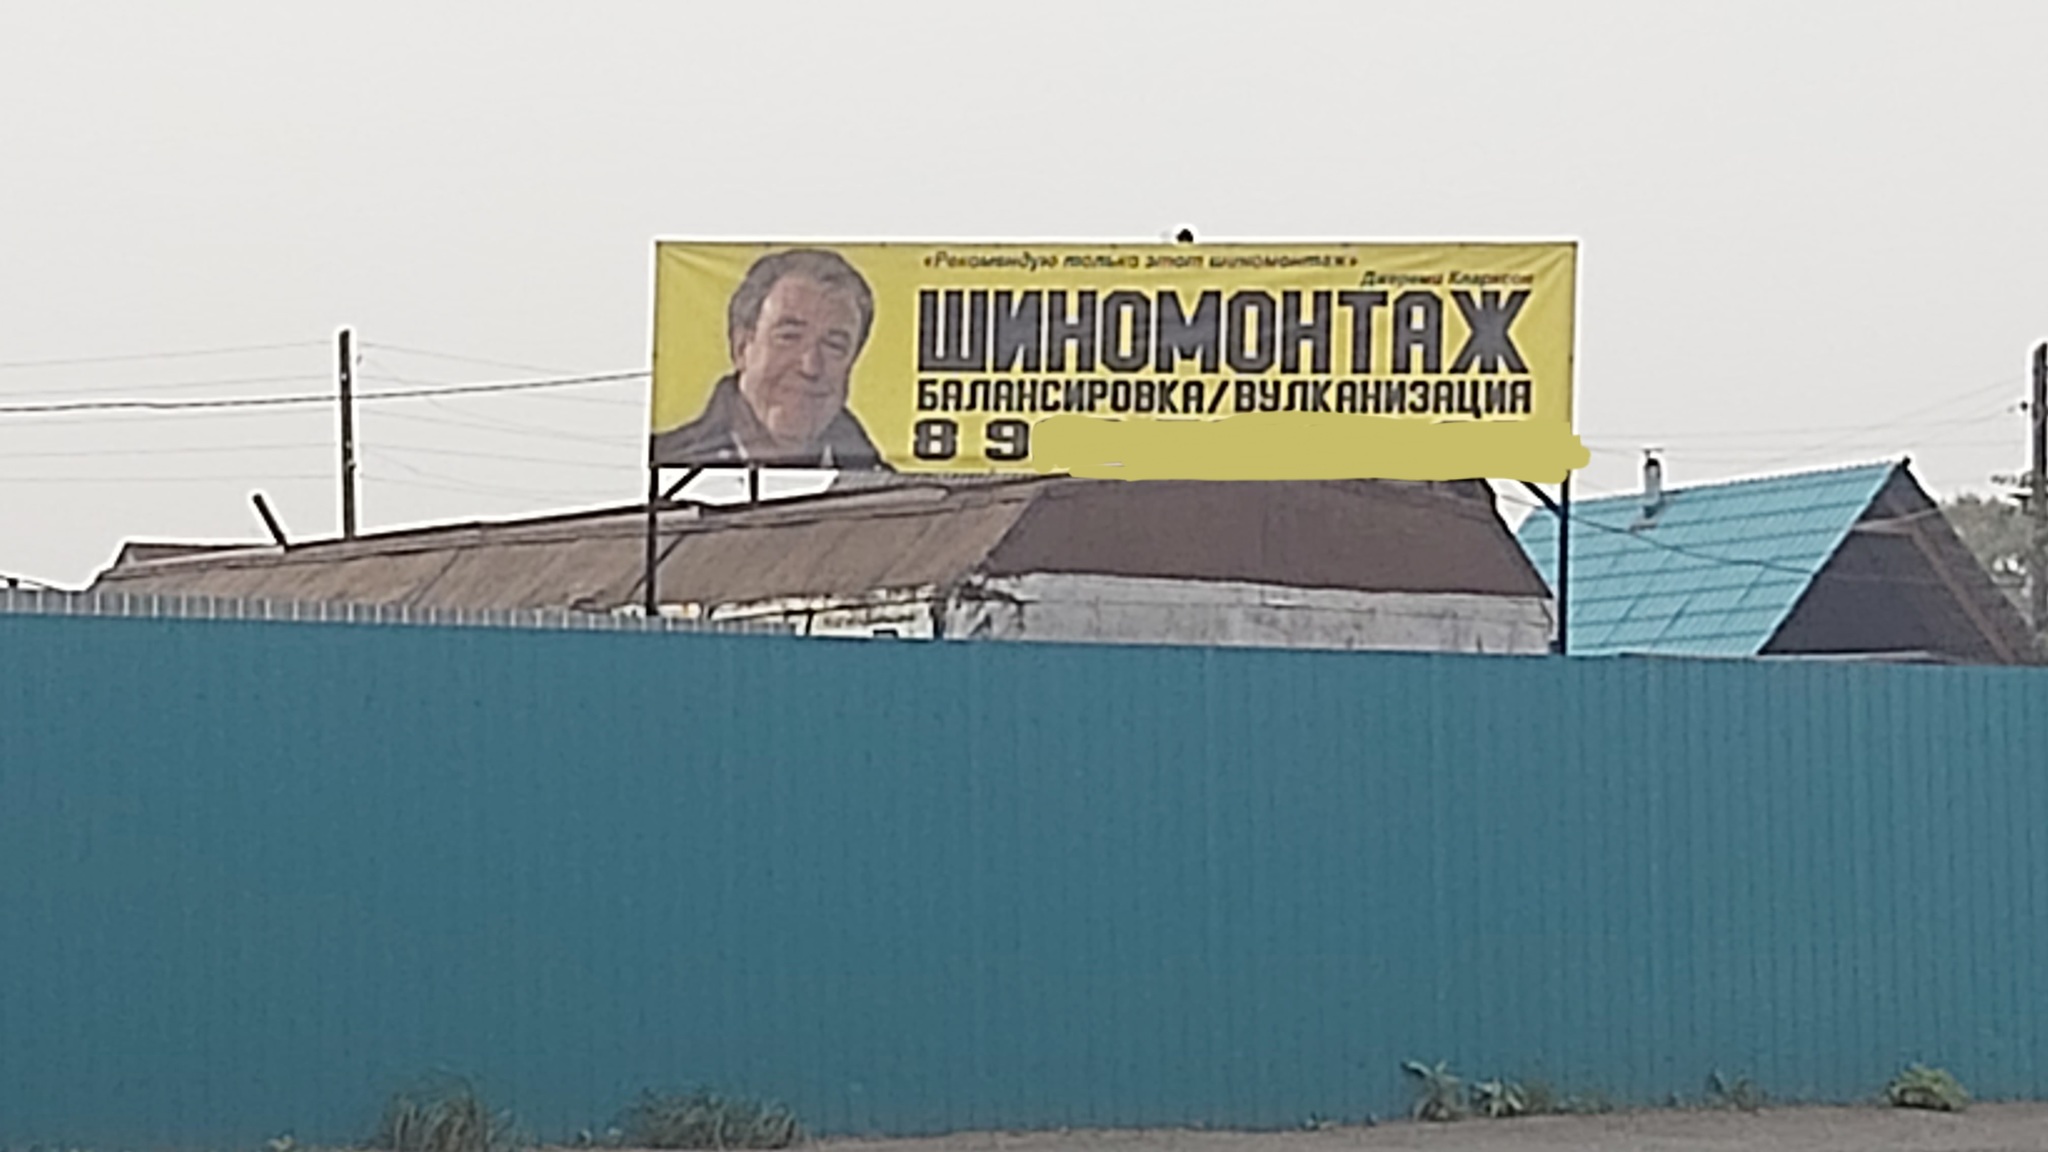 «Рекомендую только этот шиномонтаж»
Джереми Кларксон
ШИНОМОНТАЖ
БАЛАНСИРОВКА/ВУЛКАНИЗАЦИЯ
8 9